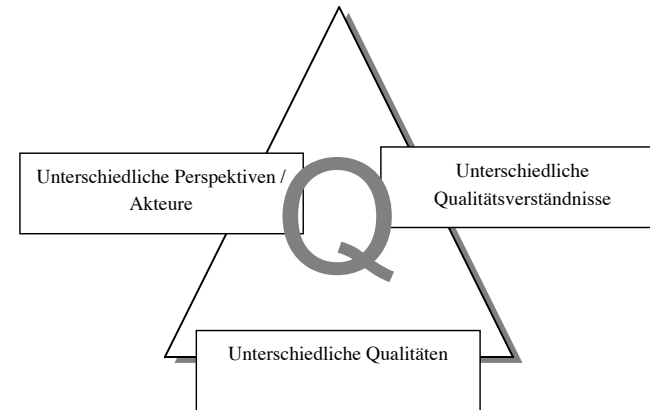 Unterschiedliche Perspektiven /
Akteure
Q
Unterschiedliche
Qualitätsverständnisse
Unterschiedliche Qualitäten